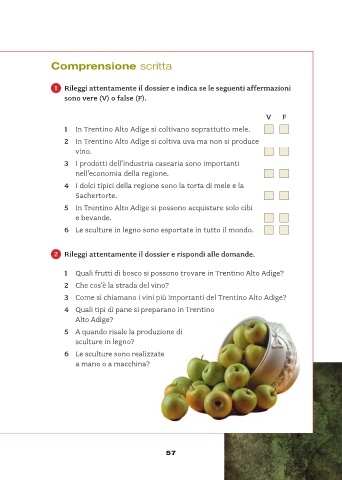 Comprensione scritta
1 Rileggi attentamente il dossier e indica se le seguenti affermazioni
sono vere (V) o false (F).
V F
1 In Trentino Alto Adige si coltivano soprattutto mele.
2 In Trentino Alto Adige si coltiva uva ma non si produce
vino.
3 I prodotti dell'industria casearia sono importanti
nell'economia della regione.
4 I dolci tipici della regione sono la torta di mele e la
Sachertorte.
5 In Trentino Alto Adige si possono acquistare solo cibi
e bevande.
6 Le sculture in legno sono esportate in tutto il mondo.
2 Rileggi attentamente il dossier e rispondi alle domande.
1 Quali frutti di bosco si possono trovare in Trentino Alto Adige?
2 Che cos'è la strada del vino?
3 Come si chiamano i vini più importanti del Trentino Alto Adige?
4 Quali tipi di pane si preparano in Trentino
Alto Adige?
5 A quando risale la produzione di
sculture in legno?
6 Le sculture sono realizzate
a mano o a macchina?
57